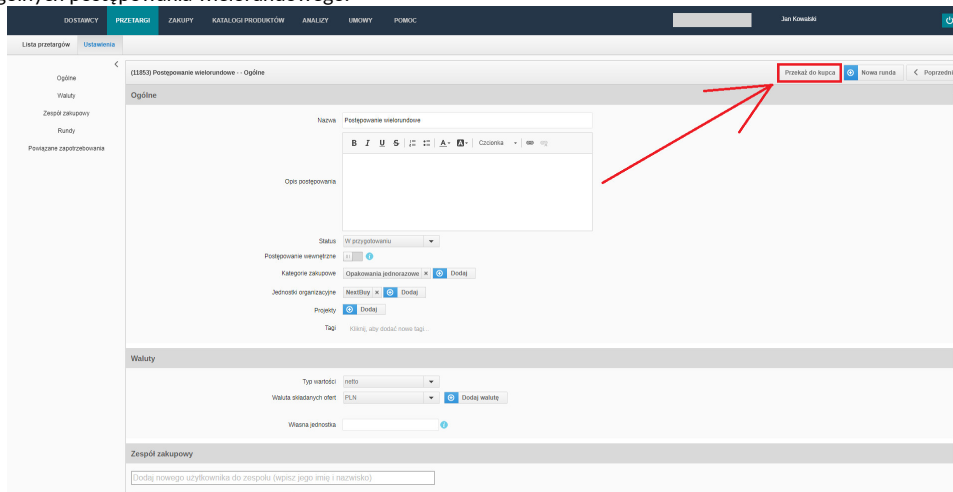 ólnych postępowania wielorundowego.
DOSTAWCY PRZETARGI ZAKUPY KATALOGI PRODUKTÓW ANALIZY UMOWY POMOC Jan Kowalski
Lista przetargów Ustawienia
Ogólne
Waluty
Zespół zakupowy
Rundy
Powiązane zapotrzebowania
(11853) Postępowanie wielorundowe - - Ogólne Przekaż do kupca Nowa runda Poprzedni
Ogólne
Nazwa Postępowanie wielorundowe
B I U S A A Czcionka
Opis postępowania
Status W przygotowaniu
Postępowanie wewnętrzne
Kategorie zakupowe Opakowania jednorazowe × Dodaj
Jednostki organizacyjne NextBuy × Dodaj
Projekty Dodaj
Tagi Kliknij, aby dodać nowe tagi...
Waluty
Typ wartości netto
Waluta składanych ofert PLN Dodaj walutę
Własna jednostka
Zespół zakupowy
Dodaj nowego użytkownika do zespołu (wpisz jego imię i nazwisko)